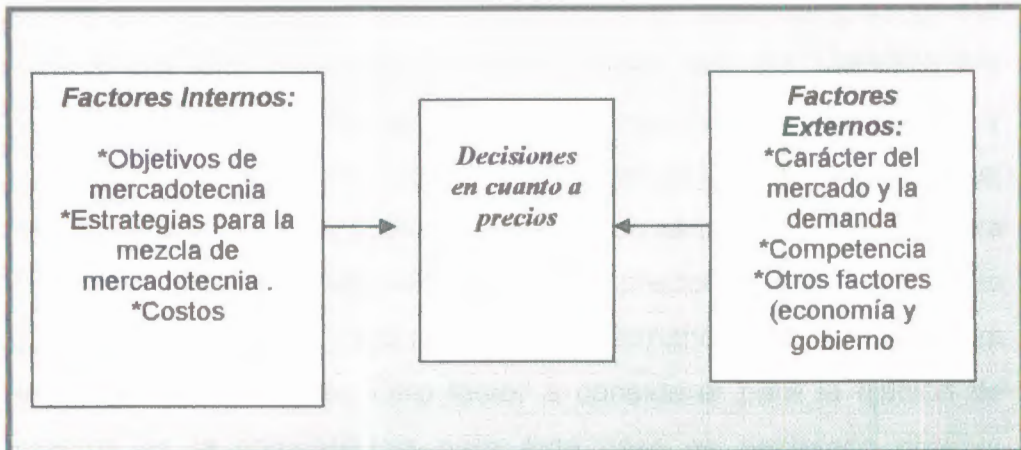 Factores Internos:
*Objetivos de
mercadotecnia
*Estrategias para la
mezcla de
mercadotecnia .
*Costos
Decisiones
en cuanto a
precios
Factores
Externos:
*Carácter del
mercado y la
demanda
*Competencia
*Otros factores
(economía y
gobierno